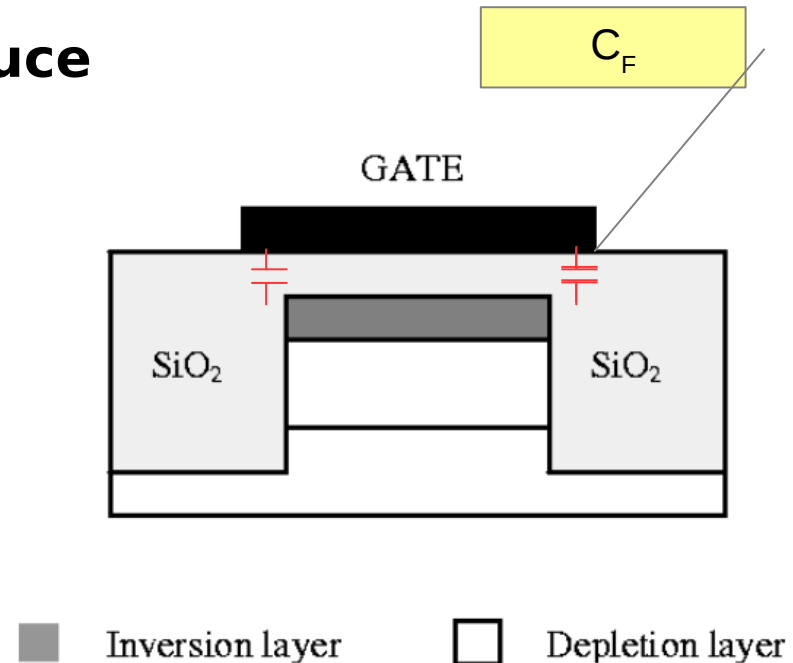 uce
C_F
GATE
SiO₂ SiO₂
Inversion layer Depletion layer